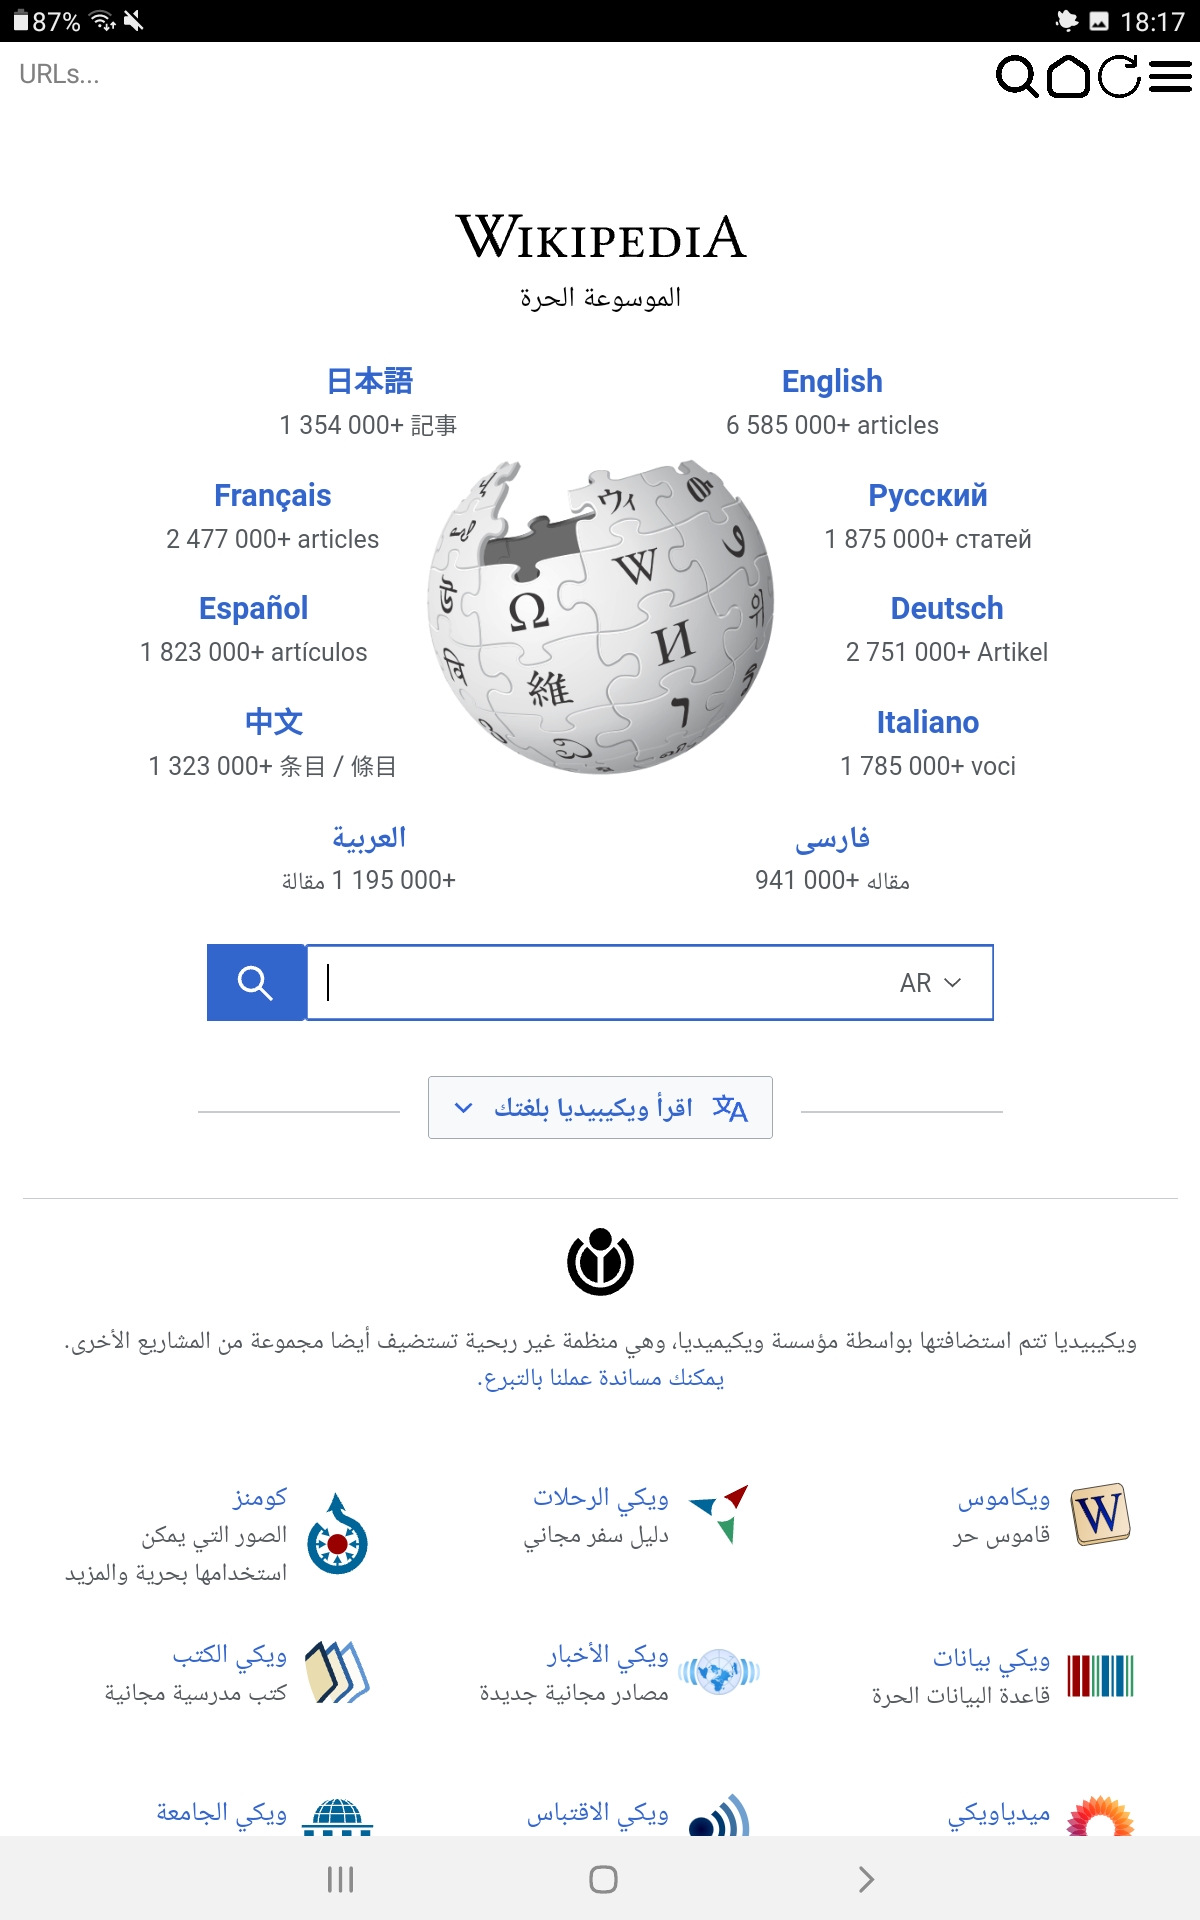 87%
18:17
URLs...
WIKIPEDIA
الموسوعة الحرة
日本語
1 354 000+ 記事
English
6 585 000+ articles
Français
2 477 000+ articles
Русский
1 875 000+ статей
Español
1 823 000+ artículos
Deutsch
2 751 000+ Artikel
中文
1 323 000+ 条目 / 條目
Italiano
1 785 000+ voci
العربية
1 195 000+ مقالة
فارسی
941 000+ مقاله
Ω
W
И
維
ウィ
AR
اقرأ ويكيبيديا بلغتك
ويكيبيديا تتم استضافتها بواسطة مؤسسة ويكيميديا، وهي منظمة غير ربحية تستضيف أيضا مجموعة من المشاريع الأخرى.
يمكنك مساندة عملنا بالتبرع.
W
ويكاموس
قاموس حر
ويكي الرحلات
دليل سفر مجاني
كومنز
الصور التي يمكن
استخدامها بحرية والمزيد
ويكي بيانات
قاعدة البيانات الحرة
ويكي الأخبار
مصادر مجانية جديدة
ويكي الكتب
كتب مدرسية مجانية
ميدياويكي
ويكي الاقتباس
ويكي الجامعة